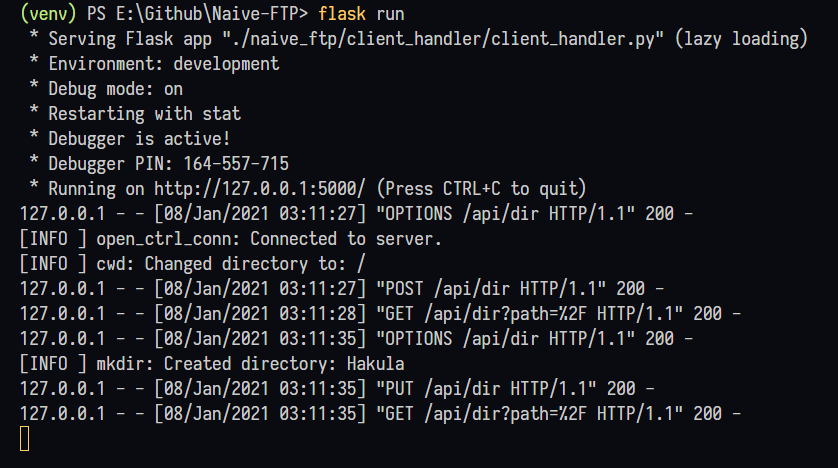 (venv) PS E:\Github\Naive-FTP> flask run
 * Serving Flask app "./naive_ftp/client_handler/client_handler.py" (lazy loading)
 * Environment: development
 * Debug mode: on
 * Restarting with stat
 * Debugger is active!
 * Debugger PIN: 164-557-715
 * Running on http://127.0.0.1:5000/ (Press CTRL+C to quit)
127.0.0.1 - - [08/Jan/2021 03:11:27] "OPTIONS /api/dir HTTP/1.1" 200 -
[INFO ] open_ctrl_conn: Connected to server.
[INFO ] cwd: Changed directory to: /
127.0.0.1 - - [08/Jan/2021 03:11:27] "POST /api/dir HTTP/1.1" 200 -
127.0.0.1 - - [08/Jan/2021 03:11:28] "GET /api/dir?path=%2F HTTP/1.1" 200 -
127.0.0.1 - - [08/Jan/2021 03:11:35] "OPTIONS /api/dir HTTP/1.1" 200 -
[INFO ] mkdir: Created directory: Hakula
127.0.0.1 - - [08/Jan/2021 03:11:35] "PUT /api/dir HTTP/1.1" 200 -
127.0.0.1 - - [08/Jan/2021 03:11:35] "GET /api/dir?path=%2F HTTP/1.1" 200 -